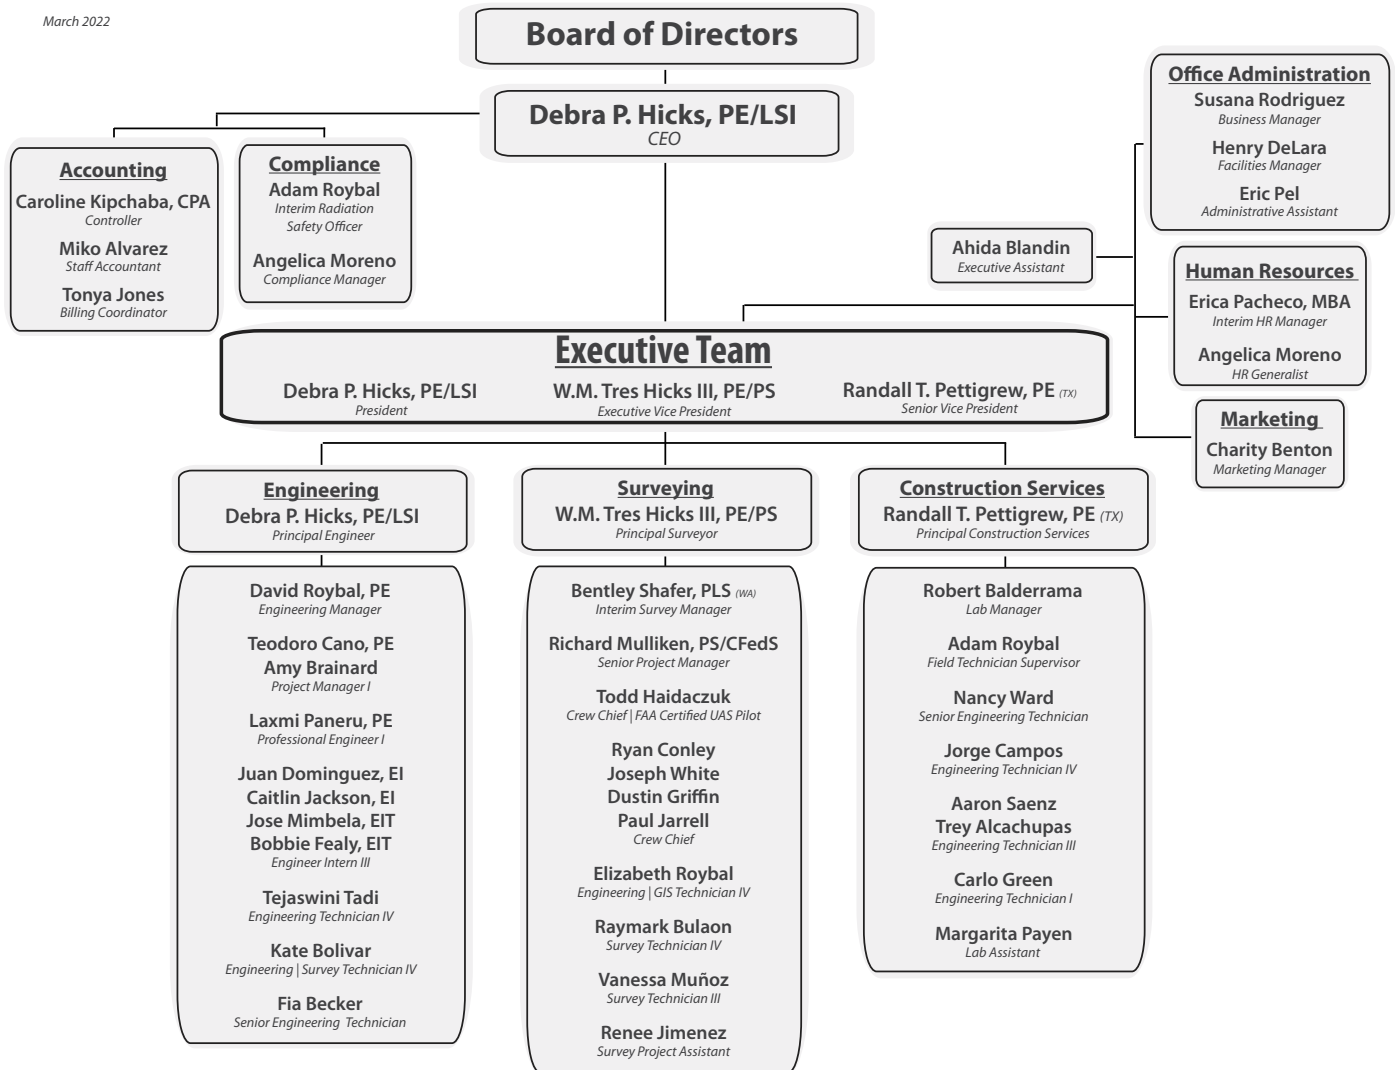 March 2022
Board of Directors
Debra P. Hicks, PE/LSI
CEO
Accounting
Caroline Kipchaba, CPA
Controller
Miko Alvarez
Staff Accountant
Tonya Jones
Billing Coordinator
Compliance
Adam Roybal
Interim Radiation
Safety Officer
Angelica Moreno
Compliance Manager
Office Administration
Susana Rodriguez
Business Manager
Henry DeLara
Facilities Manager
Eric Pel
Administrative Assistant
Ahida Blandin
Executive Assistant
Human Resources
Erica Pacheco, MBA
Interim HR Manager
Angelica Moreno
HR Generalist
Marketing
Charity Benton
Marketing Manager
Executive Team
Debra P. Hicks, PE/LSI
President
W.M. Tres Hicks III, PE/PS
Executive Vice President
Randall T. Pettigrew, PE (TX)
Senior Vice President
Engineering
Debra P. Hicks, PE/LSI
Principal Engineer
David Roybal, PE
Engineering Manager
Teodoro Cano, PE
Amy Brainard
Project Manager I
Laxmi Paneru, PE
Professional Engineer I
Juan Dominguez, EI
Caitlin Jackson, EI
Jose Mimbela, EIT
Bobbie Fealy, EIT
Engineer Intern III
Tejaswini Tadi
Engineering Technician IV
Kate Bolivar
Engineering | Survey Technician IV
Fia Becker
Senior Engineering Technician
Surveying
W.M. Tres Hicks III, PE/PS
Principal Surveyor
Bentley Shafer, PLS (WA)
Interim Survey Manager
Richard Mulliken, PS/CFedS
Senior Project Manager
Todd Haidaczuk
Crew Chief | FAA Certified UAS Pilot
Ryan Conley
Joseph White
Dustin Griffin
Paul Jarrell
Crew Chief
Elizabeth Roybal
Engineering | GIS Technician IV
Raymark Bulaon
Survey Technician IV
Vanessa Muñoz
Survey Technician III
Renee Jimenez
Survey Project Assistant
Construction Services
Randall T. Pettigrew, PE (TX)
Principal Construction Services
Robert Balderrama
Lab Manager
Adam Roybal
Field Technician Supervisor
Nancy Ward
Senior Engineering Technician
Jorge Campos
Engineering Technician IV
Aaron Saenz
Trey Alcachupas
Engineering Technician III
Carlo Green
Engineering Technician I
Margarita Payen
Lab Assistant